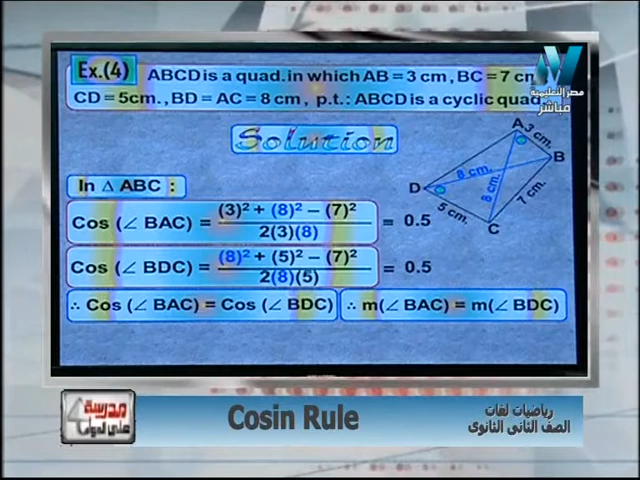 Ex.(4) ABCD is a quad. in which AB = 3 cm, BC = 7 cm
CD = 5cm., BD = AC = 8 cm, p.t.: ABCD is a cyclic quad.
مصر التعليمية
مباشر
Solution
In Δ ABC :
Cos (∠ BAC) = (3)² + (8)² – (7)² / 2(3)(8) = 0.5
Cos (∠ BDC) = (8)² + (5)² – (7)² / 2(8)(5) = 0.5
∴ Cos (∠ BAC) = Cos (∠ BDC)
∴ m(∠ BAC) = m(∠ BDC)
A
3 cm.
B
8 cm.
8 cm.
7 cm.
D
5 cm.
C
مدرسة
على الهواء
Cosin Rule
رياضيات لغات
الصف الثانى الثانوى